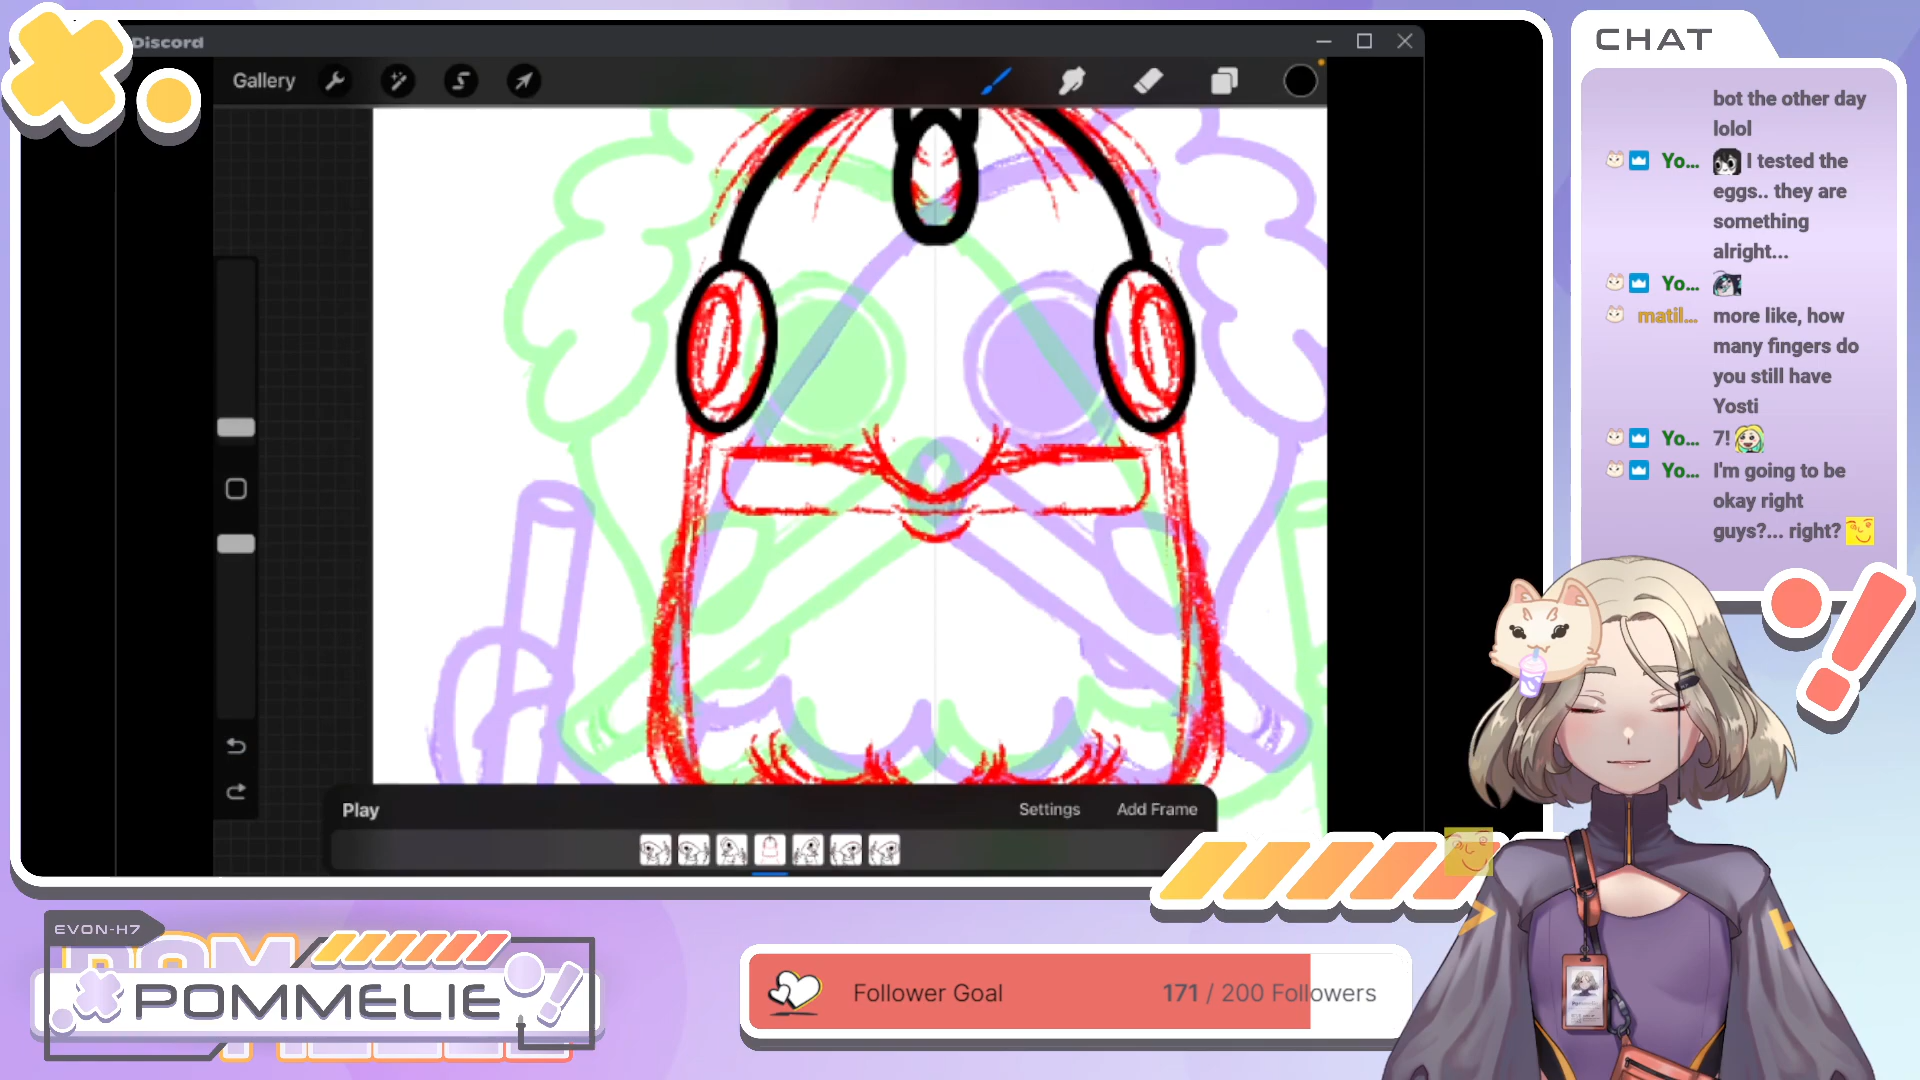 Discord
Gallery
CHAT
bot the other day
lolol
Yo... I tested the
eggs.. they are
something
alright...
Yo...
matil... more like, how
many fingers do
you still have
Yosti
Yo... 7!
Yo... I'm going to be
okay right
guys?... right?
Play
Settings
Add Frame
EVON-H7
POMMELIE
Follower Goal
171 / 200 Followers